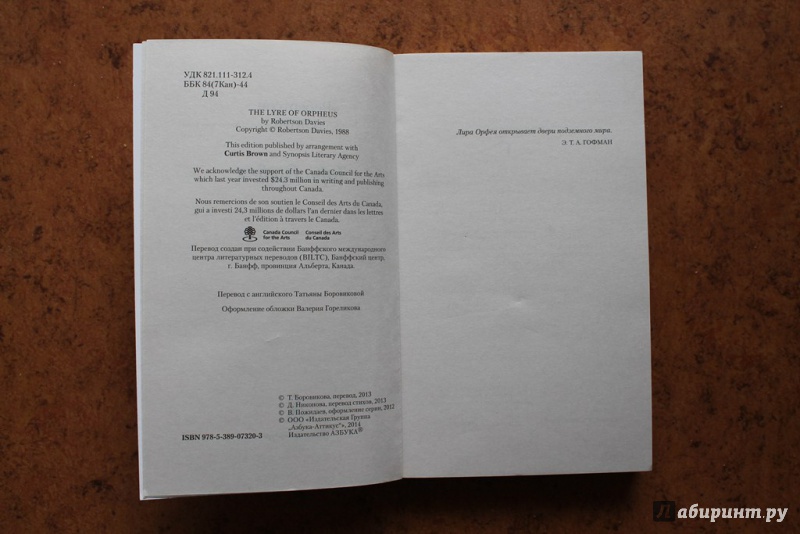 УДК 821.111-312.4
ББК 84(7Кан)-44
Д 94
THE LYRE OF ORPHEUS
by Robertson Davies
Copyright © Robertson Davies, 1988
This edition published by arrangement with
Curtis Brown and Synopsis Literary Agency
We acknowledge the support of the Canada Council for the Arts
which last year invested $24.3 million in writing and publishing
throughout Canada.
Nous remercions de son soutien le Conseil des Arts du Canada,
qui a investi 24,3 millions de dollars l'an dernier dans les lettres
et l'édition à travers le Canada.
Canada Council for the Arts
Conseil des Arts du Canada
Перевод создан при содействии Банффского международного
центра литературных переводов (BILTC), Банффский центр,
г. Банфф, провинция Альберта, Канада
Перевод с английского Татьяны Боровиковой
Оформление обложки Валерия Гореликова
© Т. Боровикова, перевод, 2013
© Д. Никонова, перевод стихов, 2013
© В. Пожидаев, оформление серии, 2012
© ООО «Издательская Группа
„Азбука-Аттикус“, 2014
Издательство АЗБУКА®
ISBN 978-5-389-07320-3
Лира Орфея открывает двери подземного мира.
Э. Т. А. ГОФМАН
Лабиринт.ру